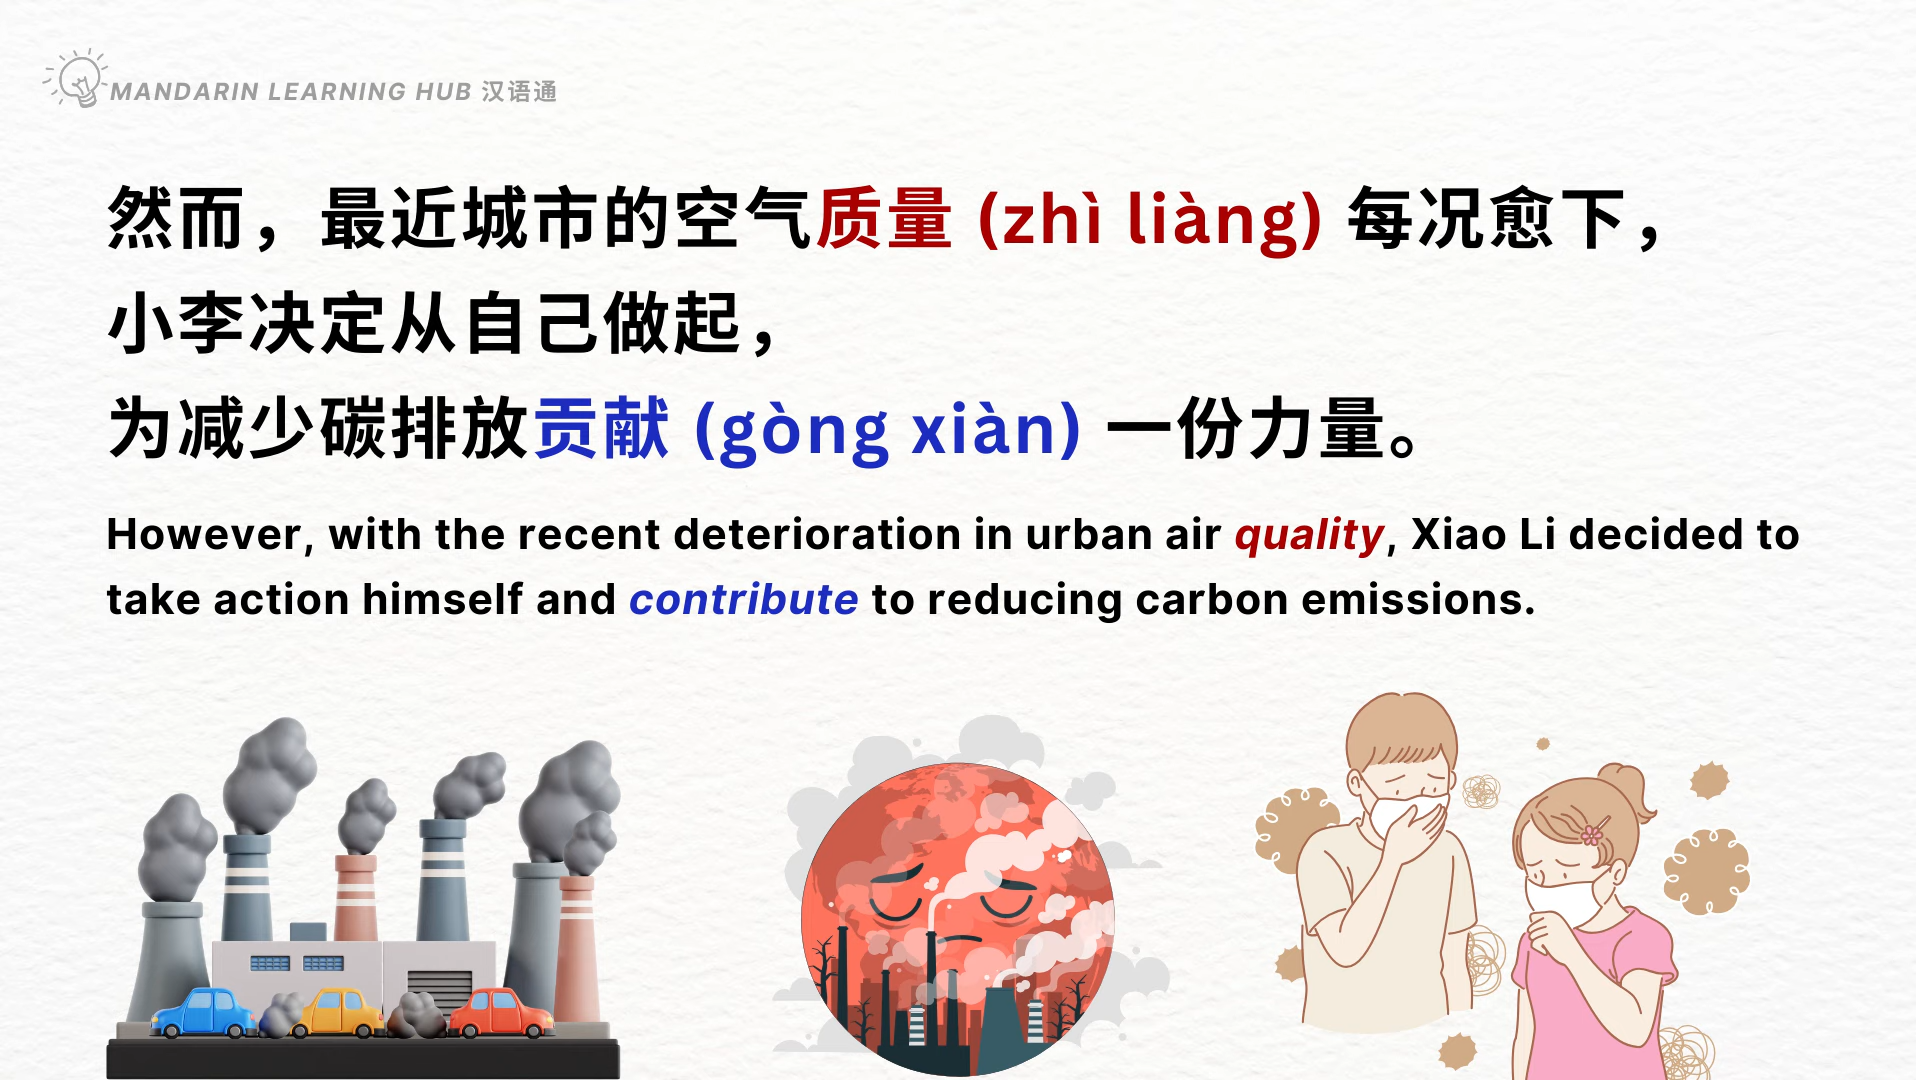 MANDARIN LEARNING HUB 汉语通
然而，最近城市的空气质量 (zhì liàng) 每况愈下，
小李决定从自己做起，
为减少碳排放贡献 (gòng xiàn) 一份力量。
However, with the recent deterioration in urban air quality, Xiao Li decided to
take action himself and contribute to reducing carbon emissions.